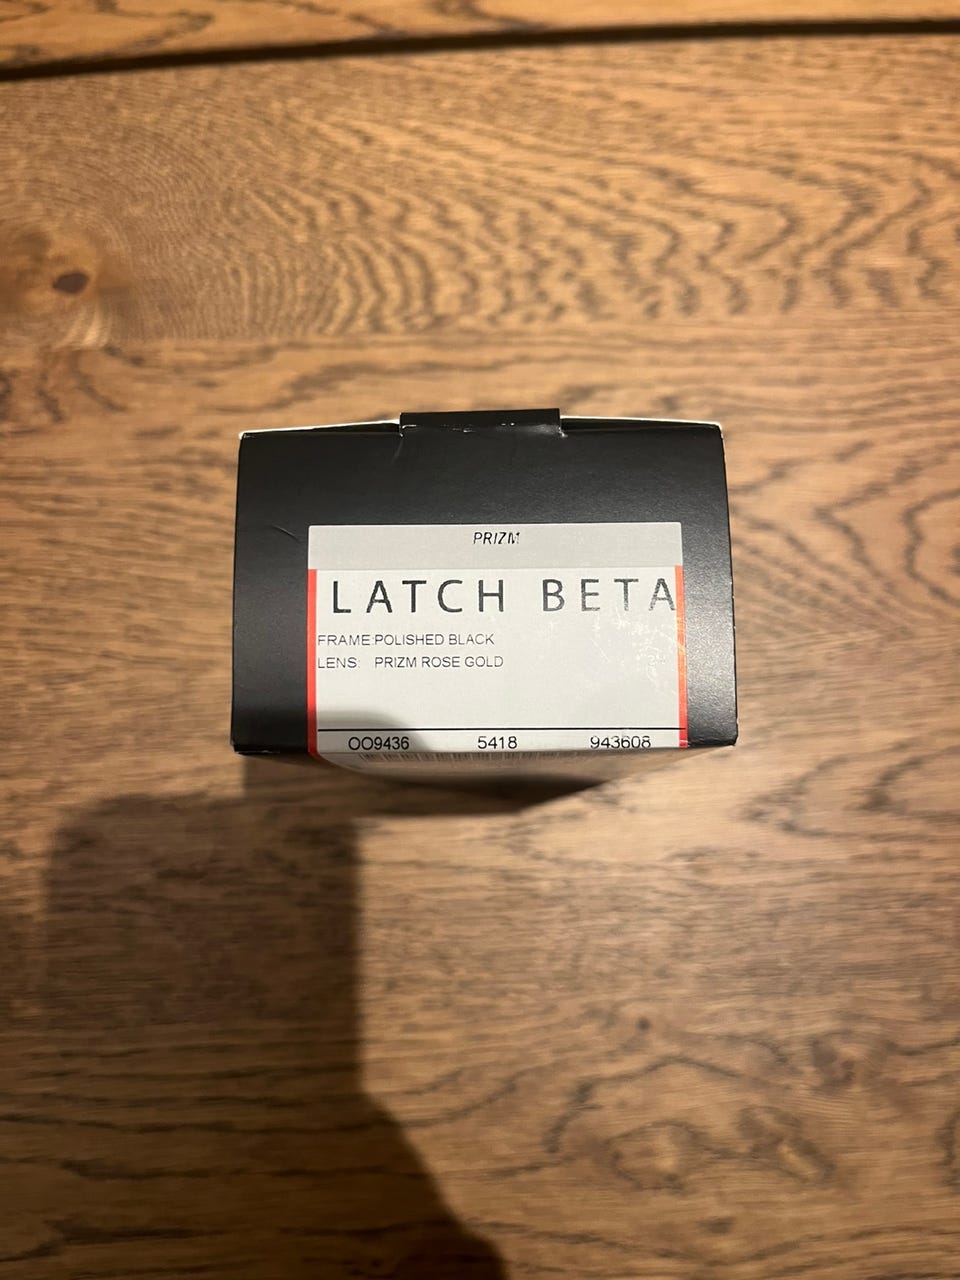 PRIZM
LATCH BETA
FRAME:POLISHED BLACK
LENS: PRIZM ROSE GOLD
OO9436 5418 943608